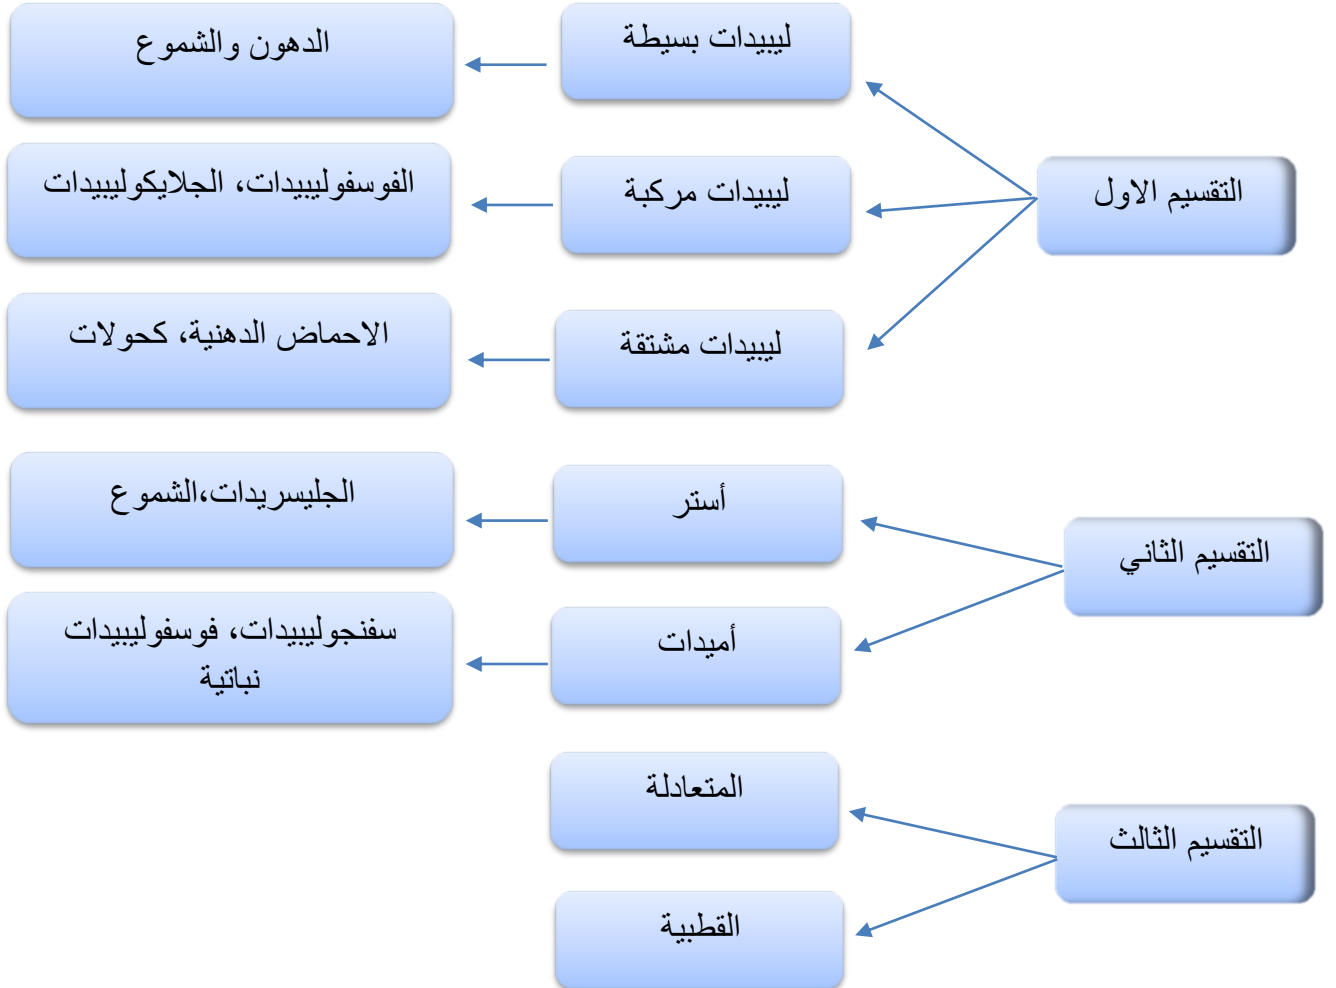 التقسيم الاول
ليبيدات بسيطة
الدهون والشموع
ليبيدات مركبة
الفوسفوليبيدات، الجلايكوليبيدات
ليبيدات مشتقة
الاحماض الدهنية، كحولات
التقسيم الثاني
أستر
الجليسريدات،الشموع
أميدات
سفنجوليبيدات، فوسفوليبيدات
نباتية
التقسيم الثالث
المتعادلة
القطبية